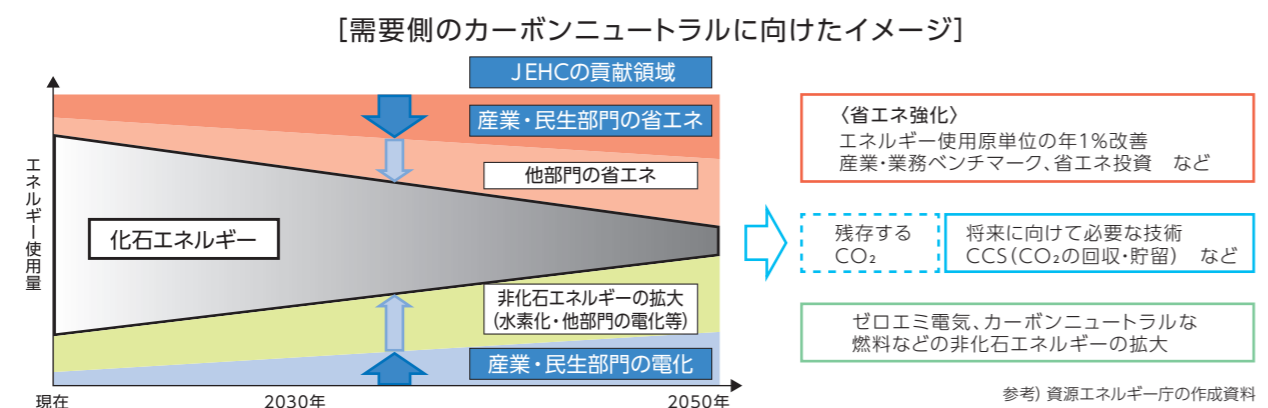 [需要側のカーボンニュートラルに向けたイメージ]
JEHCの貢献領域
産業・民生部門の省エネ
他部門の省エネ
エネルギー使用量
化石エネルギー
非化石エネルギーの拡大
(水素化・他部門の電化等)
産業・民生部門の電化
現在
2030年
2050年
〈省エネ強化〉
エネルギー使用原単位の年1%改善
産業・業務ベンチマーク、省エネ投資 など
残存する
CO₂
将来に向けて必要な技術
CCS(CO₂の回収・貯留) など
ゼロエミ電気、カーボンニュートラルな
燃料などの非化石エネルギーの拡大
参考) 資源エネルギー庁の作成資料